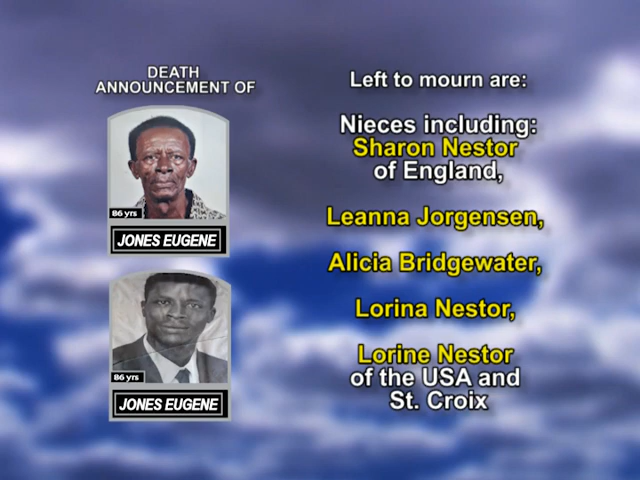 DEATH
ANNOUNCEMENT OF
86 yrs
JONES EUGENE
86 yrs
JONES EUGENE
Left to mourn are:
Nieces including:
Sharon Nestor
of England,
Leanna Jorgensen,
Alicia Bridgewater,
Lorina Nestor,
Lorine Nestor
of the USA and
St. Croix